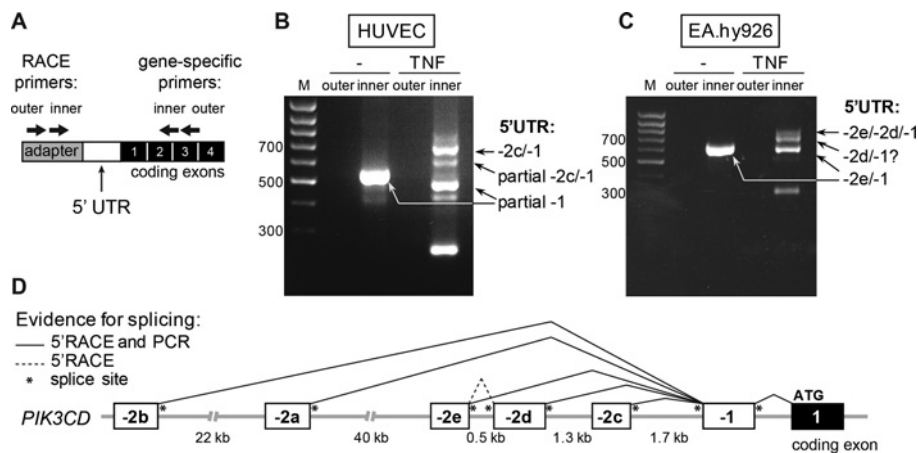 A
RACE
primers:
outer inner
gene-specific
primers:
inner outer
adapter
1 2 3 4
coding exons
5' UTR
B
HUVEC
- TNF
M outer inner outer inner
700
500
300
5'UTR:
-2c/-1
partial -2c/-1
partial -1
C
EA.hy926
- TNF
M outer inner outer inner
700
500
300
5'UTR:
-2e/-2d/-1
-2d/-1?
-2e/-1
D
Evidence for splicing:
5'RACE and PCR
5'RACE
* splice site
PIK3CD
-2b * -2a * -2e * * -2d * -2c * * -1 * ATG 1
22 kb 40 kb 0.5 kb 1.3 kb 1.7 kb
coding exon